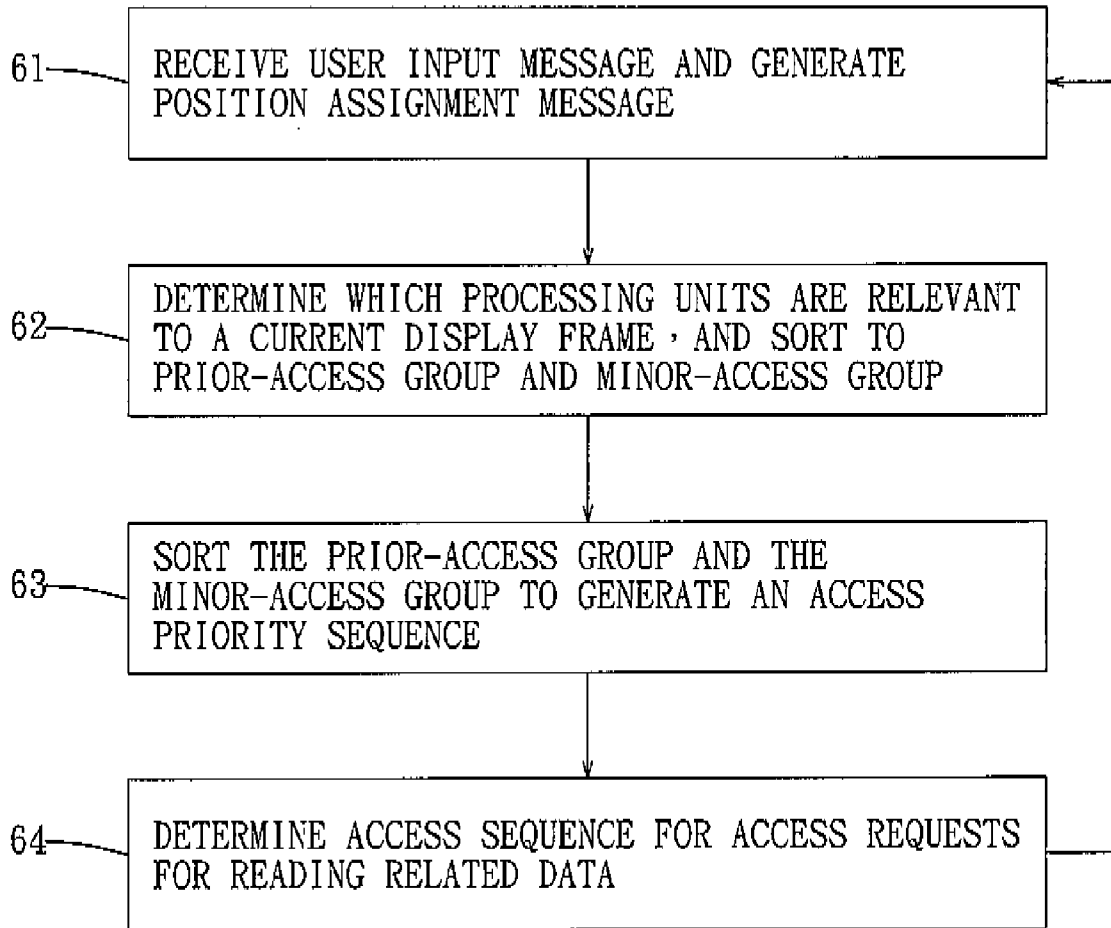 61
RECEIVE USER INPUT MESSAGE AND GENERATE
POSITION ASSIGNMENT MESSAGE
62
DETERMINE WHICH PROCESSING UNITS ARE RELEVANT
TO A CURRENT DISPLAY FRAME, AND SORT TO
PRIOR-ACCESS GROUP AND MINOR-ACCESS GROUP
63
SORT THE PRIOR-ACCESS GROUP AND THE
MINOR-ACCESS GROUP TO GENERATE AN ACCESS
PRIORITY SEQUENCE
64
DETERMINE ACCESS SEQUENCE FOR ACCESS REQUESTS
FOR READING RELATED DATA